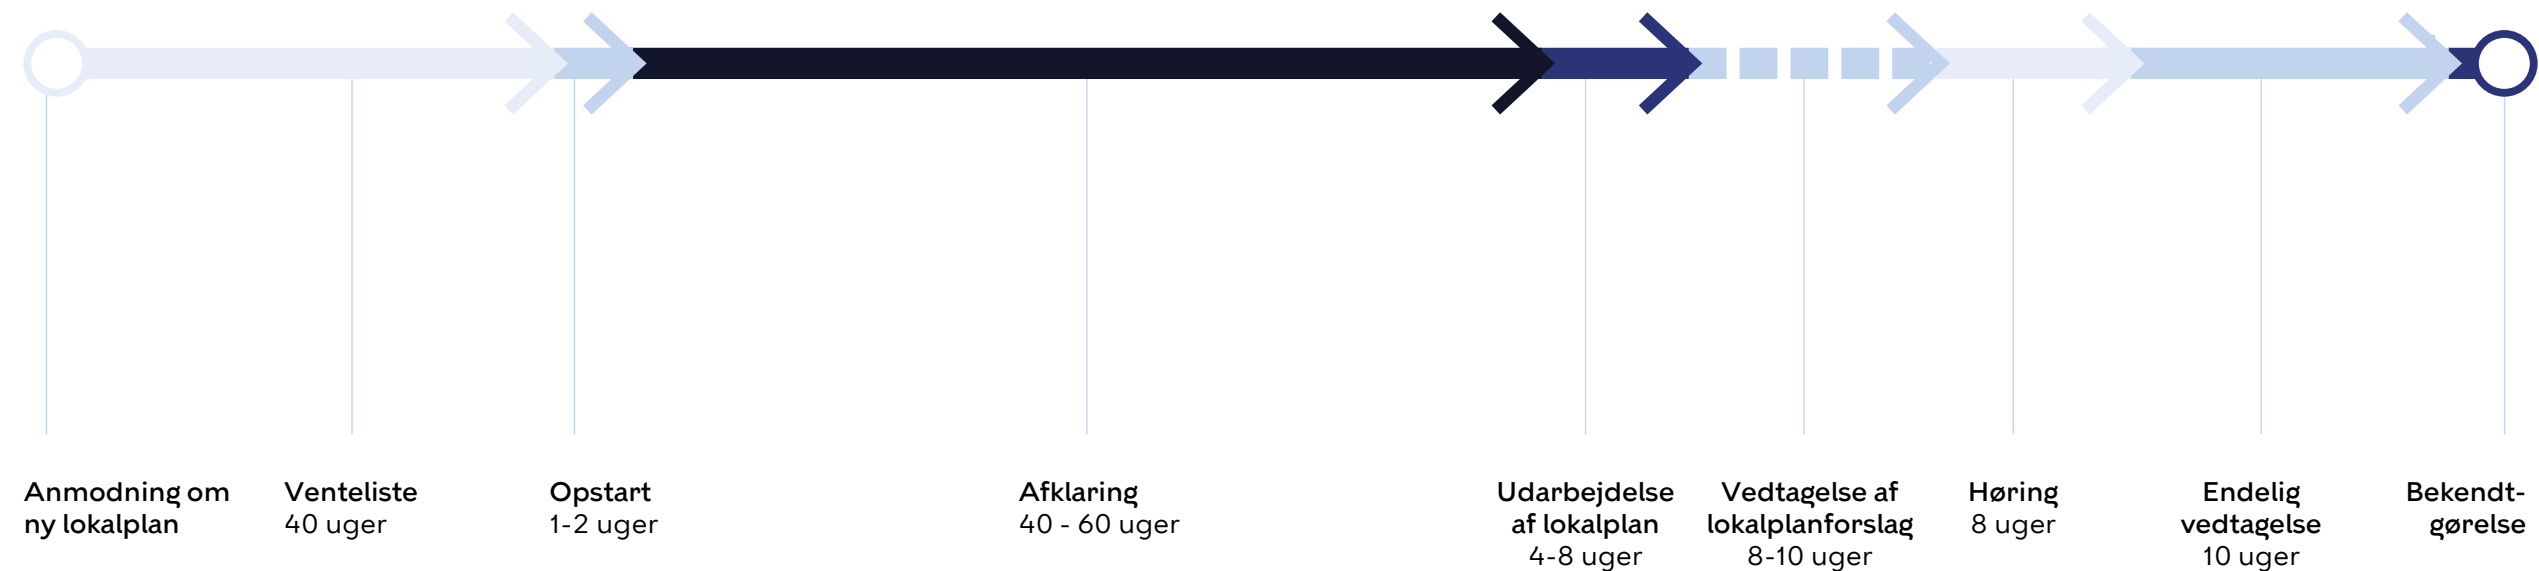 Anmodning om
ny lokalplan
Venteliste
40 uger
Opstart
1-2 uger
Afklaring
40 - 60 uger
Udarbejdelse
af lokalplan
4-8 uger
Vedtagelse af
lokalplanforslag
8-10 uger
Høring
8 uger
Endelig
vedtagelse
10 uger
Bekendt-
gørelse